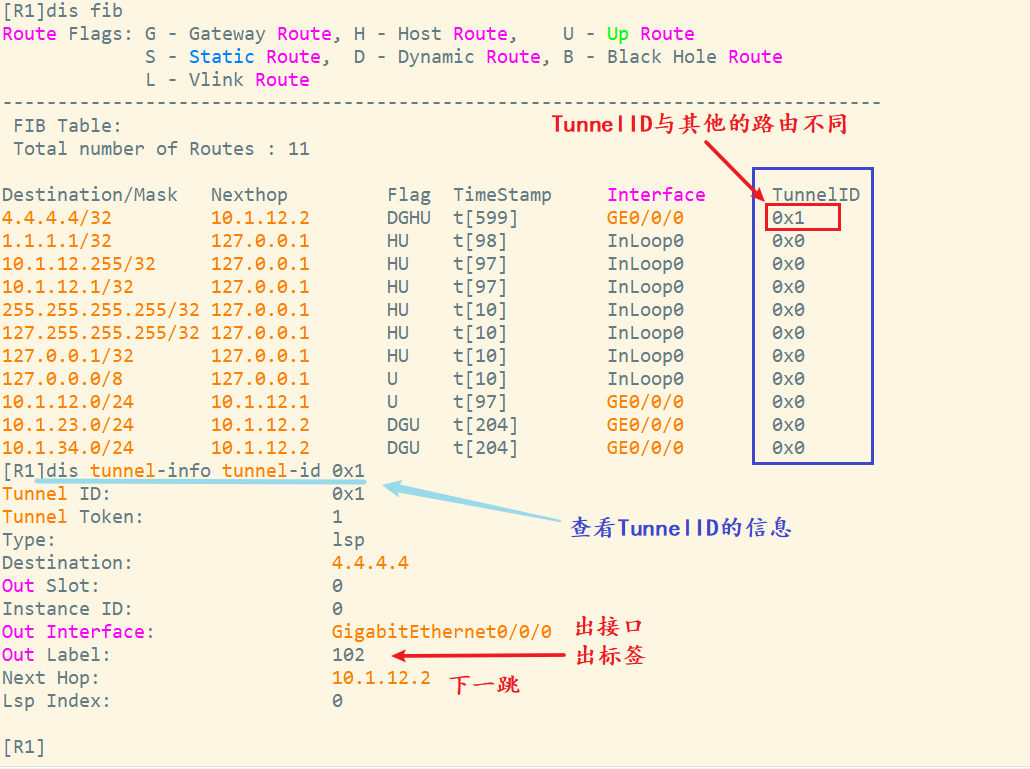 [R1]dis fib
Route Flags: G - Gateway Route, H - Host Route,    U - Up Route
             S - Static Route,  D - Dynamic Route, B - Black Hole Route
             L - Vlink Route
--------------------------------------------------------------------------------
 FIB Table:
TunnelID与其他的路由不同
 Total number of Routes : 11
Destination/Mask   Nexthop         Flag  TimeStamp     Interface      TunnelID
4.4.4.4/32         10.1.12.2       DGHU  t[599]        GE0/0/0        0x1
1.1.1.1/32         127.0.0.1       HU    t[98]         InLoop0        0x0
10.1.12.255/32     127.0.0.1       HU    t[97]         InLoop0        0x0
10.1.12.1/32       127.0.0.1       HU    t[97]         InLoop0        0x0
255.255.255.255/32 127.0.0.1       HU    t[10]         InLoop0        0x0
127.255.255.255/32 127.0.0.1       HU    t[10]         InLoop0        0x0
127.0.0.1/32       127.0.0.1       HU    t[10]         InLoop0        0x0
127.0.0.0/8        127.0.0.1       U     t[10]         InLoop0        0x0
10.1.12.0/24       10.1.12.1       U     t[97]         GE0/0/0        0x0
10.1.23.0/24       10.1.12.2       DGU   t[204]        GE0/0/0        0x0
10.1.34.0/24       10.1.12.2       DGU   t[204]        GE0/0/0        0x0
[R1]dis tunnel-info tunnel-id 0x1
Tunnel ID:                    0x1
Tunnel Token:                 1
查看TunnelID的信息
Type:                         lsp
Destination:                  4.4.4.4
Out Slot:                     0
Instance ID:                  0
Out Interface:                GigabitEthernet0/0/0 出接口
Out Label:                    102 出标签
Next Hop:                     10.1.12.2 下一跳
Lsp Index:                    0
[R1]